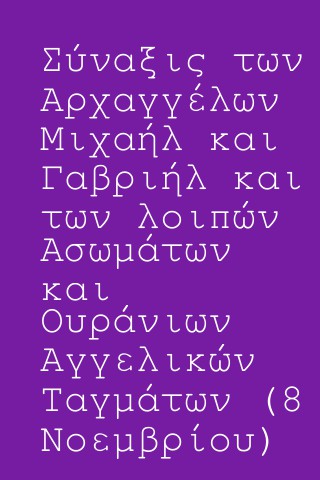 Σύναξις των
Αρχαγγέλων
Μιχαήλ και
Γαβριήλ και
των λοιπών
Ασωμάτων
και
Ουράνιων
Αγγελικών
Ταγμάτων (8
Νοεμβρίου)